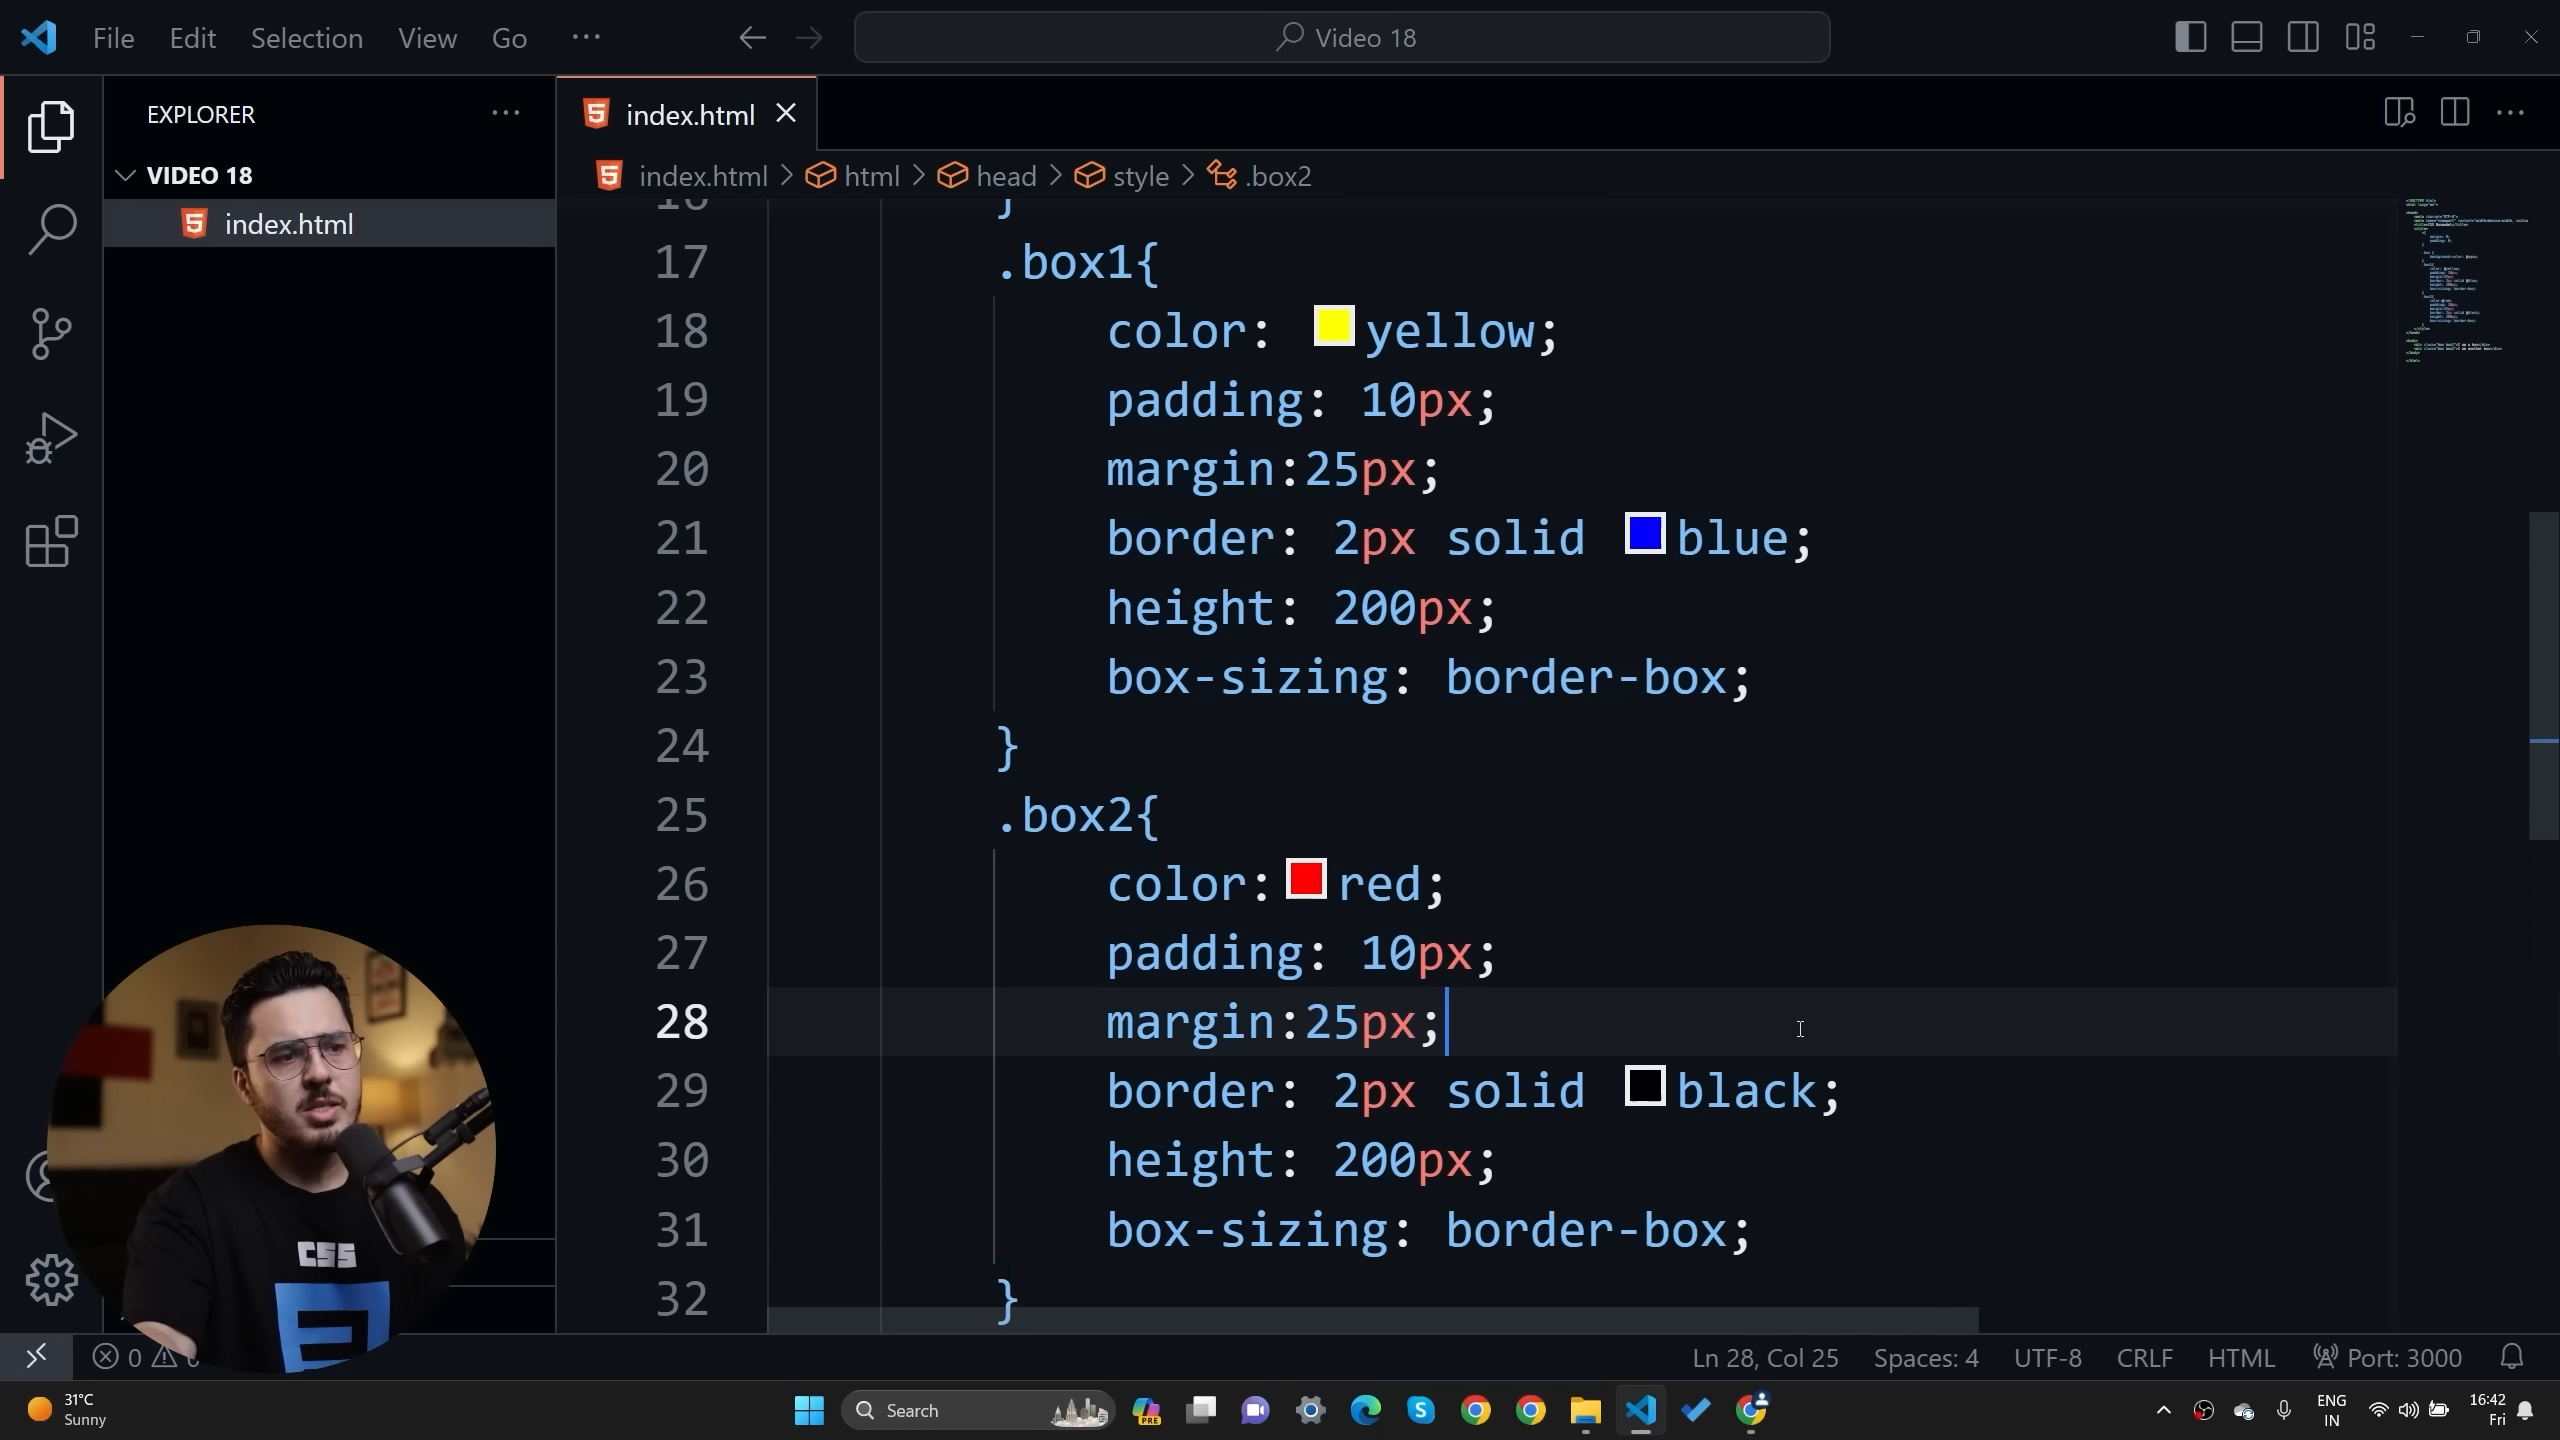 File Edit Selection View Go ··· Video 18
EXPLORER ···
VIDEO 18
index.html
index.html
index.html > html > head > style > .box2
16 }
17 .box1{
18 color: yellow;
19 padding: 10px;
20 margin:25px;
21 border: 2px solid blue;
22 height: 200px;
23 box-sizing: border-box;
24 }
25 .box2{
26 color: red;
27 padding: 10px;
28 margin:25px;
29 border: 2px solid black;
30 height: 200px;
31 box-sizing: border-box;
32 }
CSS
0 0 Ln 28, Col 25 Spaces: 4 UTF-8 CRLF HTML Port: 3000
31°C
Sunny
Search
PRE
ENG
IN
16:42
Fri